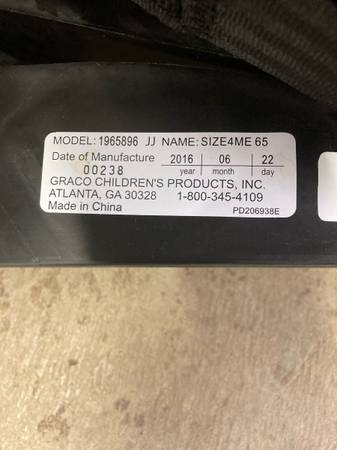 MODEL: 1965896 JJ NAME: SIZE4ME 65
Date of Manufacture 2016 06 22
00238 year month day
GRACO CHILDREN'S PRODUCTS, INC.
ATLANTA, GA 30328 1-800-345-4109
Made in China PD206938E